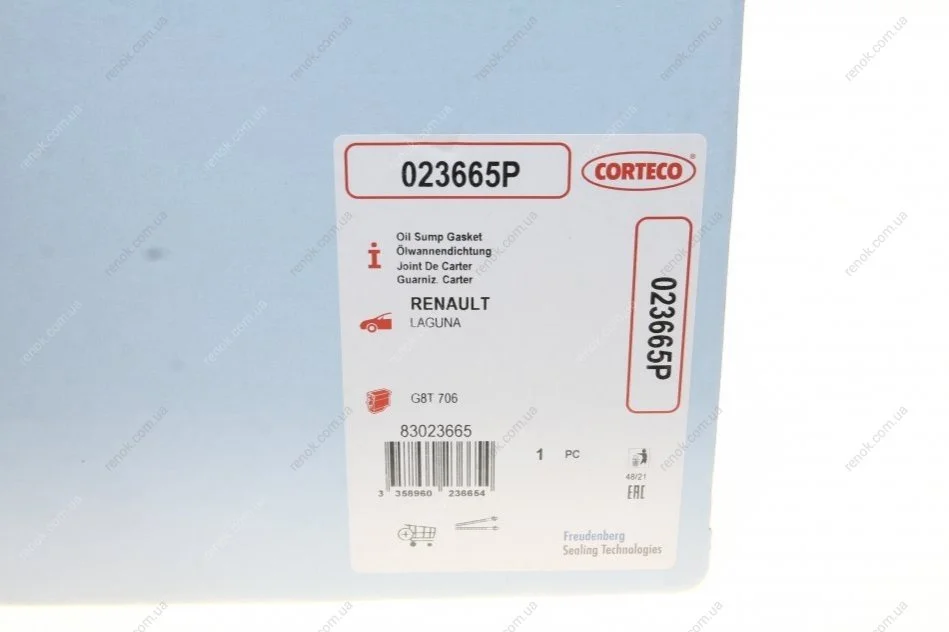 023665P
CORTECO®
Oil Sump Gasket
Ölwannendichtung
Joint De Carter
Guarniz. Carter
RENAULT
LAGUNA
023665P
G8T 706
83023665
1 PC
3 358960 236654
48/21
EAC
Freudenberg
Sealing Technologies
renok.com.ua